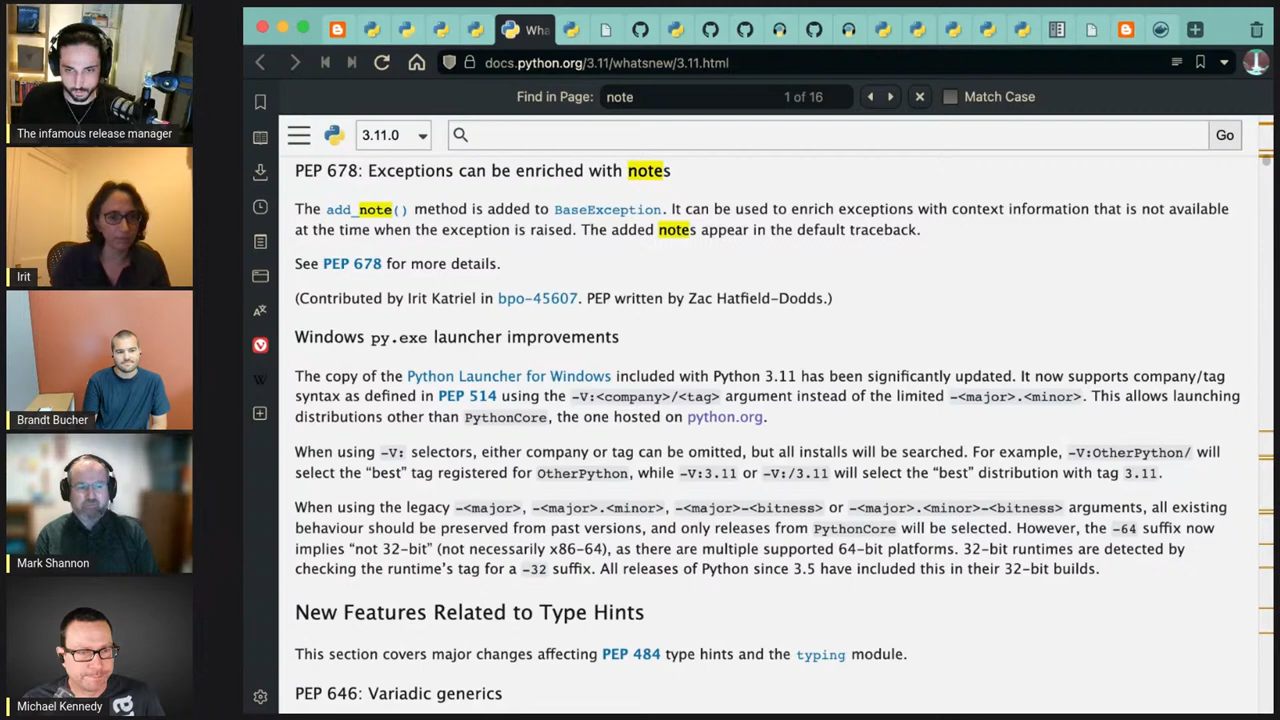 The infamous release manager
Irit
Brandt Bucher
Mark Shannon
Michael Kennedy
Wha
docs.python.org/3.11/whatsnew/3.11.html
Find in Page: note 1 of 16 Match Case
3.11.0 Go
PEP 678: Exceptions can be enriched with notes
The add_note() method is added to BaseException. It can be used to enrich exceptions with context information that is not available
at the time when the exception is raised. The added notes appear in the default traceback.
See PEP 678 for more details.
(Contributed by Irit Katriel in bpo-45607. PEP written by Zac Hatfield-Dodds.)
Windows py.exe launcher improvements
The copy of the Python Launcher for Windows included with Python 3.11 has been significantly updated. It now supports company/tag
syntax as defined in PEP 514 using the -V:<company>/<tag> argument instead of the limited -<major>.<minor>. This allows launching
distributions other than PythonCore, the one hosted on python.org.
When using -V: selectors, either company or tag can be omitted, but all installs will be searched. For example, -V:OtherPython/ will
select the “best” tag registered for OtherPython, while -V:3.11 or -V:/3.11 will select the “best” distribution with tag 3.11.
When using the legacy -<major>, -<major>.<minor>, -<major>-<bitness> or -<major>.<minor>-<bitness> arguments, all existing
behaviour should be preserved from past versions, and only releases from PythonCore will be selected. However, the -64 suffix now
implies “not 32-bit” (not necessarily x86-64), as there are multiple supported 64-bit platforms. 32-bit runtimes are detected by
checking the runtime’s tag for a -32 suffix. All releases of Python since 3.5 have included this in their 32-bit builds.
New Features Related to Type Hints
This section covers major changes affecting PEP 484 type hints and the typing module.
PEP 646: Variadic generics